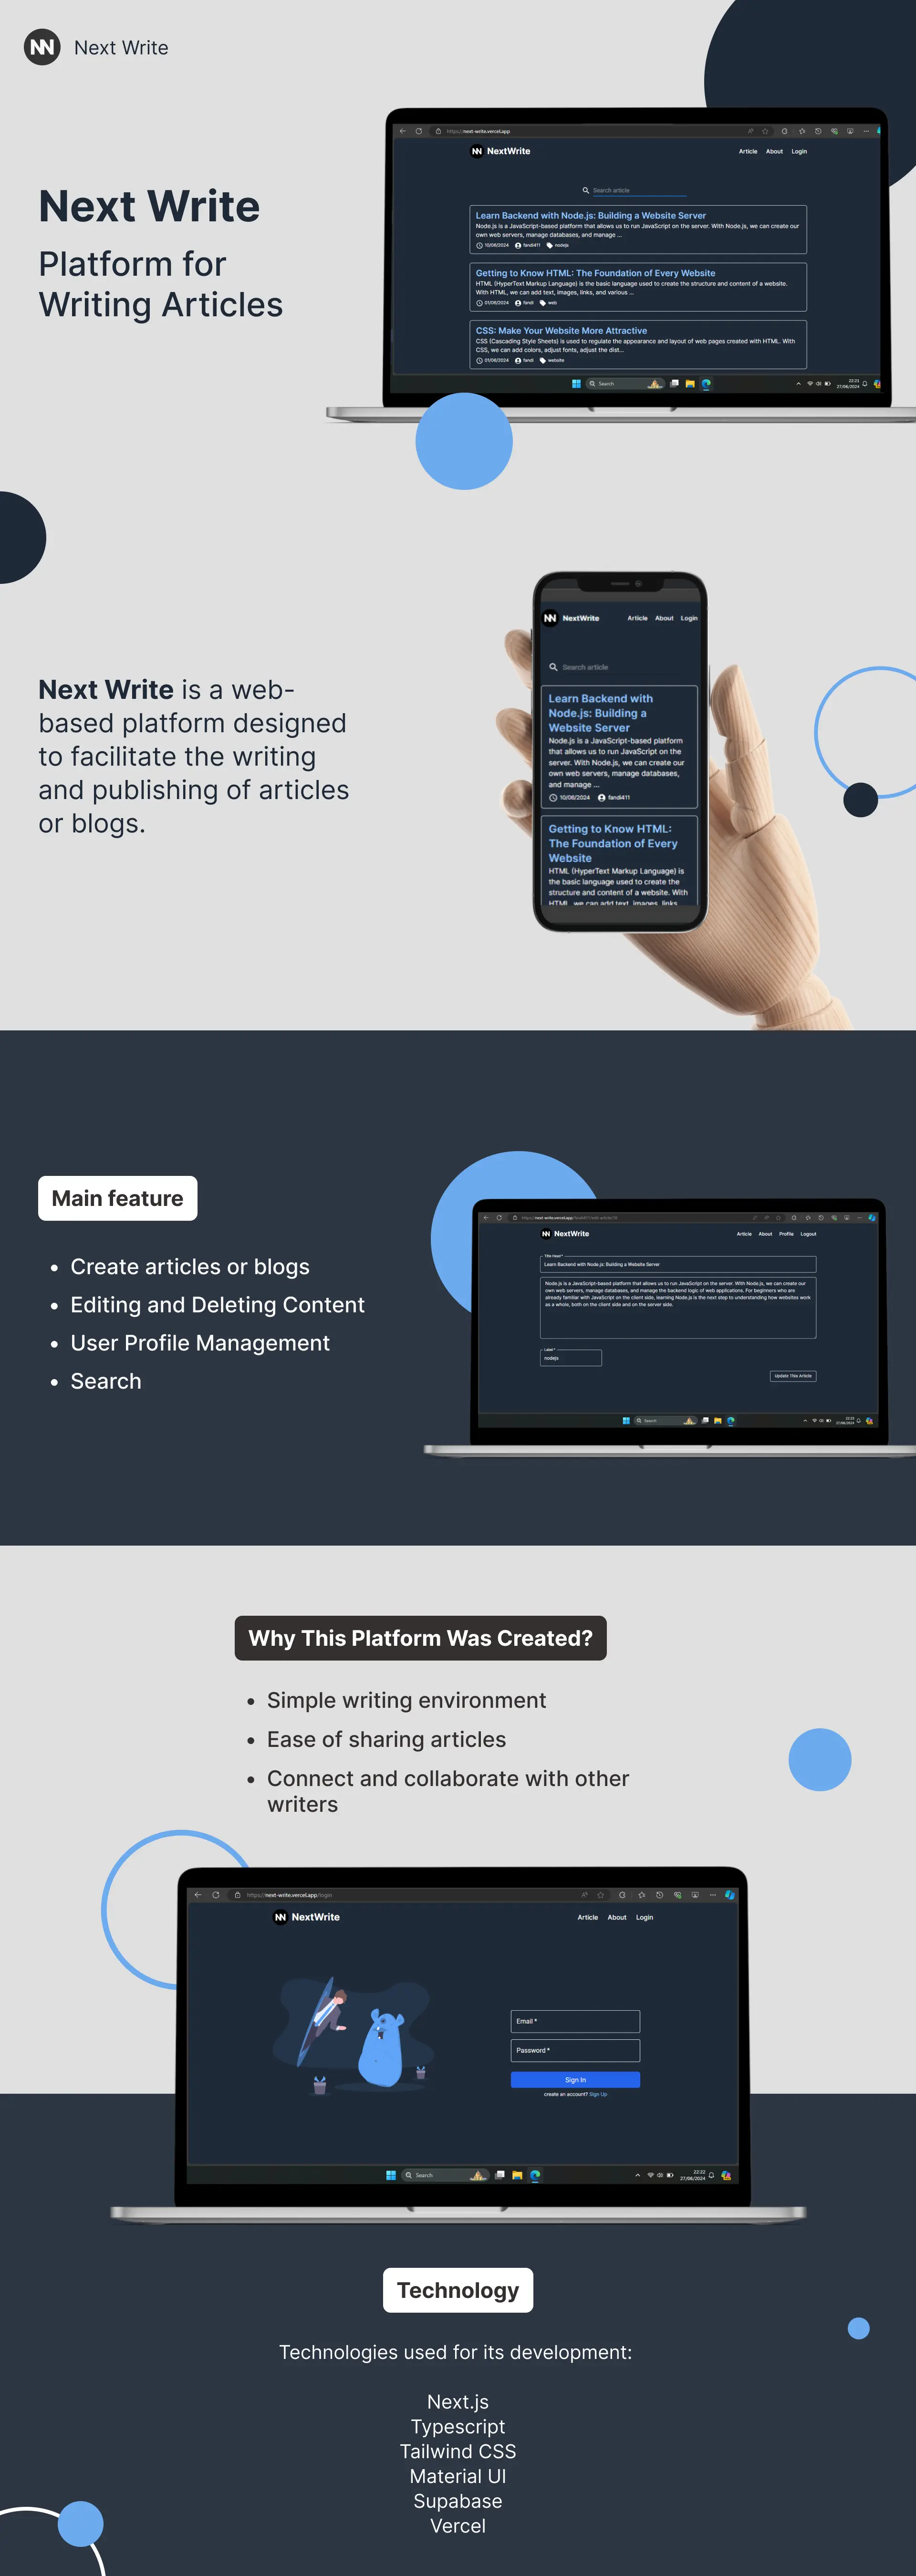 Next Write
Next Write
Platform for
Writing Articles
https://next-write.vercel.app
NextWrite
Article About Login
Search article
Learn Backend with Node.js: Building a Website Server
Node.js is a JavaScript-based platform that allows us to run JavaScript on the server. With Node.js, we can create our
own web servers, manage databases, and manage ...
10/06/2024 fandi411 nodejs
Getting to Know HTML: The Foundation of Every Website
HTML (HyperText Markup Language) is the basic language used to create the structure and content of a website.
With HTML, we can add text, images, links, and various ...
01/06/2024 fandi web
CSS: Make Your Website More Attractive
CSS (Cascading Style Sheets) is used to regulate the appearance and layout of web pages created with HTML. With
CSS, we can add colors, adjust fonts, adjust the dist...
01/06/2024 fandi website
Search
22:21
27/06/2024
Next Write is a web-
based platform designed
to facilitate the writing
and publishing of articles
or blogs.
NextWrite
Article About Login
Search article
Learn Backend with
Node.js: Building a
Website Server
Node.js is a JavaScript-based platform
that allows us to run JavaScript on the
server. With Node.js, we can create our
own web servers, manage databases,
and manage ...
10/06/2024 fandi411
Getting to Know HTML:
The Foundation of Every
Website
HTML (HyperText Markup Language) is
the basic language used to create the
structure and content of a website. With
HTML, we can add text, images, links,
Main feature
• Create articles or blogs
• Editing and Deleting Content
• User Profile Management
• Search
NextWrite
Article About Profile Logout
Title Head *
Learn Backend with Node.js: Building a Website Server
Node.js is a JavaScript-based platform that allows us to run JavaScript on the server. With Node.js, we can create our
own web servers, manage databases, and manage the backend logic of web applications. For beginners who are
already familiar with JavaScript on the client side, learning Node.js is the next step to understanding how websites work
as a whole, both on the client side and on the server side.
Label *
nodejs
Update This Article
Search
27/06/2024
Why This Platform Was Created?
• Simple writing environment
• Ease of sharing articles
• Connect and collaborate with other
writers
https://next-write.vercel.app/login
NextWrite
Article About Login
Email *
Password *
Sign In
create an account? Sign Up
Search
22:22
27/06/2024
Technology
Technologies used for its development:
Next.js
Typescript
Tailwind CSS
Material UI
Supabase
Vercel